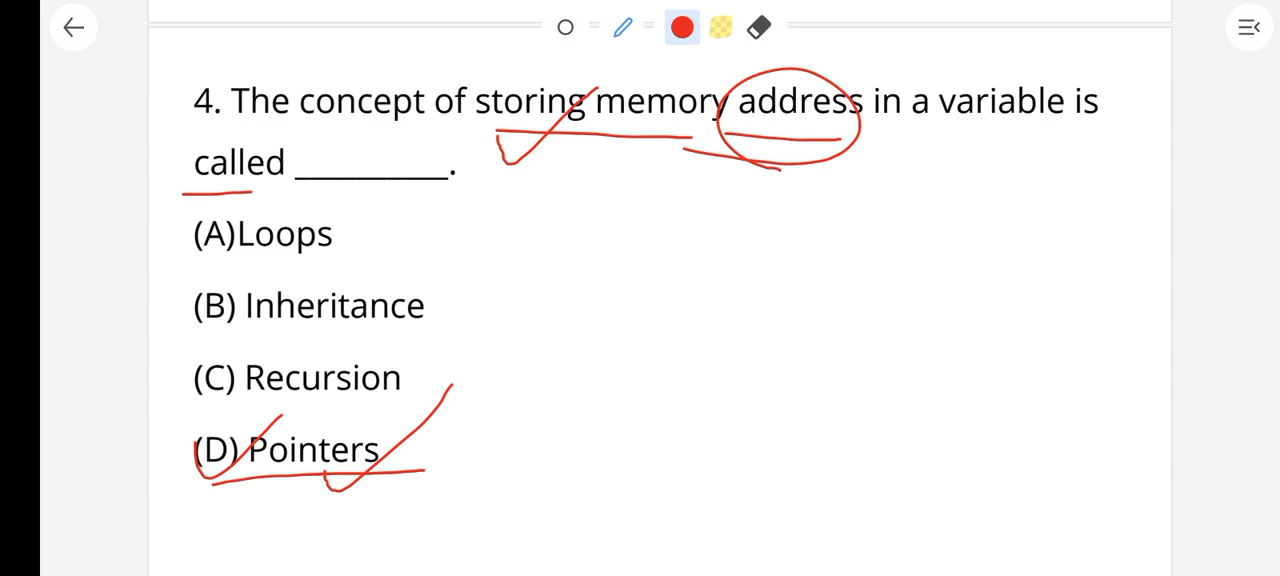 4. The concept of storing memory address in a variable is
called __________.
(A)Loops
(B) Inheritance
(C) Recursion
(D) Pointers